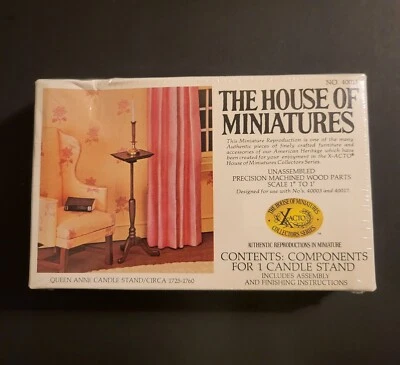 NO.
THE HOUSE OF
MINIATURES
This Miniature Reproduction is one of the many
Authentic pieces of finely crafted furniture and
accessories of our American Heritage which have
been created for your enjoyment in the X-ACTO®
House of Miniatures Collectors Series.
UNASSEMBLED
PRECISION MACHINED WOOD PARTS
SCALE 1" TO 1'
Designed for use with No's. 40003 and 40007
THE HOUSE OF MINIATURES
X-ACTO
COLLECTORS SERIES
AUTHENTIC REPRODUCTIONS IN MINIATURE
CONTENTS: COMPONENTS
FOR 1 CANDLE STAND
INCLUDES ASSEMBLY
AND FINISHING INSTRUCTIONS
QUEEN ANNE CANDLE STAND/CIRCA 1725-1760